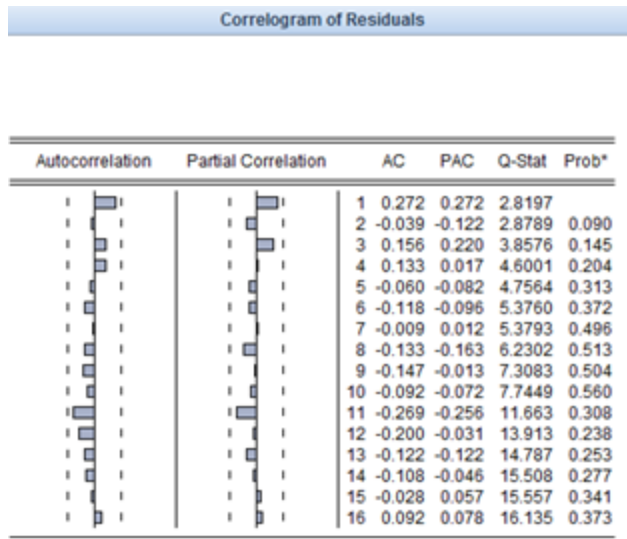 Correlogram of Residuals
Autocorrelation Partial Correlation AC PAC Q-Stat Prob*
1 0.272 0.272 2.8197
2 -0.039 -0.122 2.8789 0.090
3 0.156 0.220 3.8576 0.145
4 0.133 0.017 4.6001 0.204
5 -0.060 -0.082 4.7564 0.313
6 -0.118 -0.096 5.3760 0.372
7 -0.009 0.012 5.3793 0.496
8 -0.133 -0.163 6.2302 0.513
9 -0.147 -0.013 7.3083 0.504
10 -0.092 -0.072 7.7449 0.560
11 -0.269 -0.256 11.663 0.308
12 -0.200 -0.031 13.913 0.238
13 -0.122 -0.122 14.787 0.253
14 -0.108 -0.046 15.508 0.277
15 -0.028 0.057 15.557 0.341
16 0.092 0.078 16.135 0.373